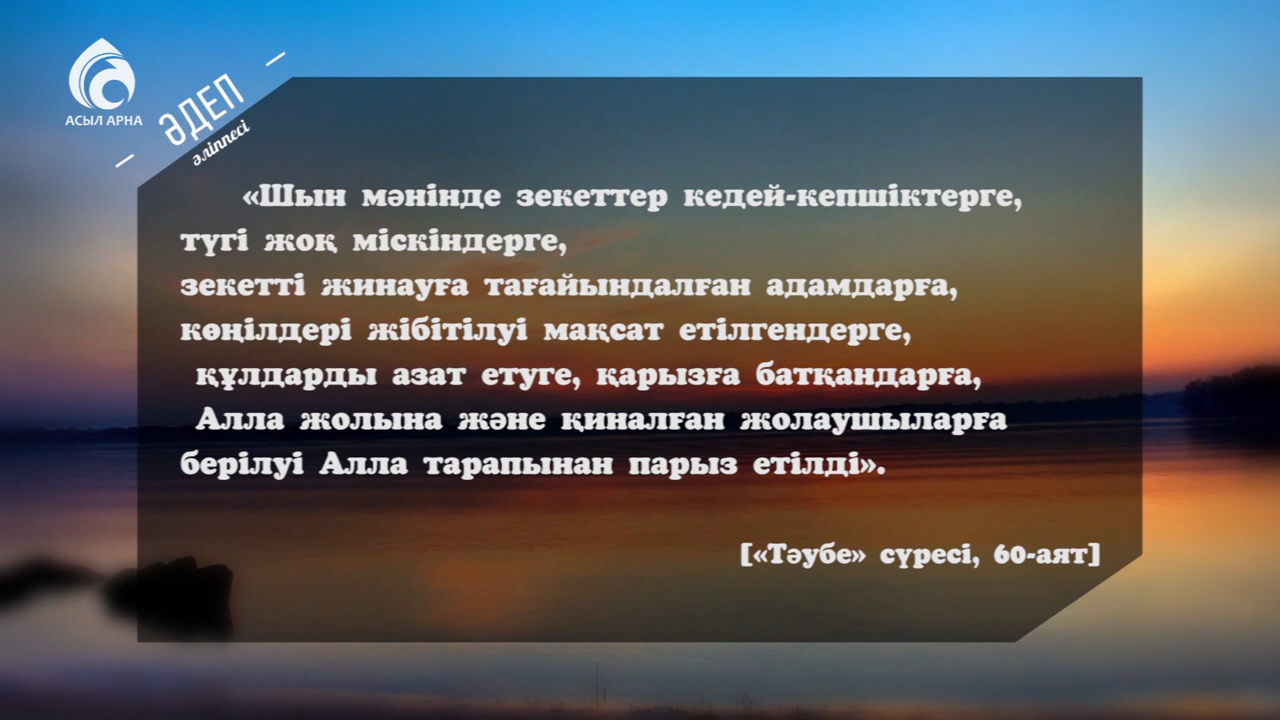 АСЫЛ АРНА
ӘДЕП
әліппесі
«Шын мәнінде зекеттер кедей-кепшіктерге,
түгі жоқ міскіндерге,
зекетті жинауға тағайындалған адамдарға,
көңілдері жібітілуі мақсат етілгендерге,
құлдарды азат етуге, қарызға батқандарға,
Алла жолына және қиналған жолаушыларға
берілуі Алла тарапынан парыз етілді».
[«Тәубе» сүресі, 60-аят]